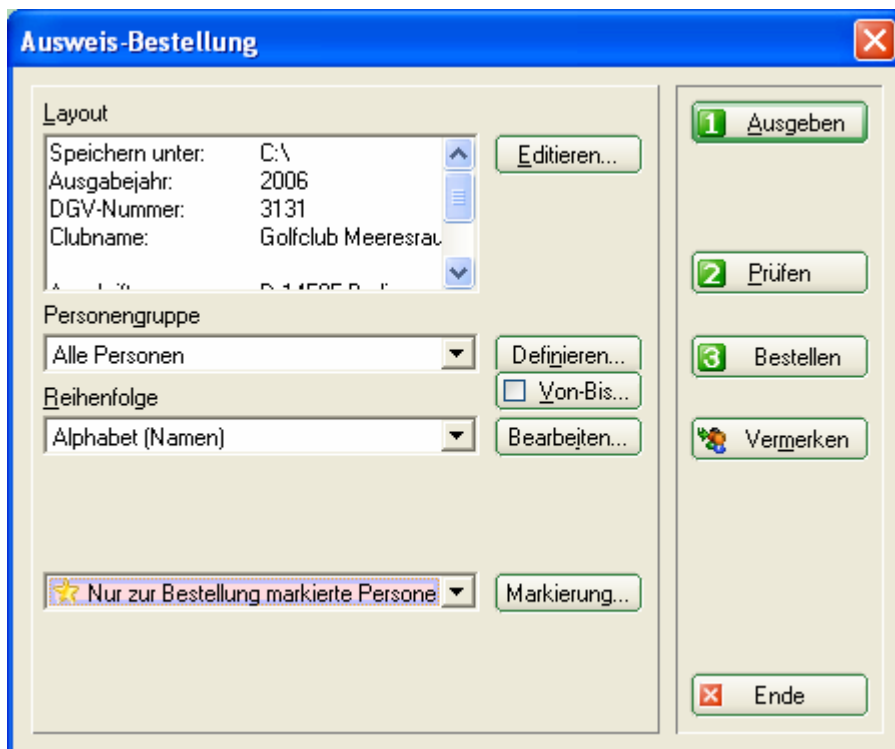 Ausweis-Bestellung
Layout
Speichern unter: C:\
Ausgabejahr: 2006
DGV-Nummer: 3131
Clubname: Golfclub Meeresrau
Editieren...
Personengruppe
Alle Personen
Definieren...
Von-Bis...
Reihenfolge
Alphabet (Namen)
Bearbeiten...
Nur zur Bestellung markierte Persone
Markierung...
1 Ausgeben
2 Prüfen
3 Bestellen
Vermerken
Ende